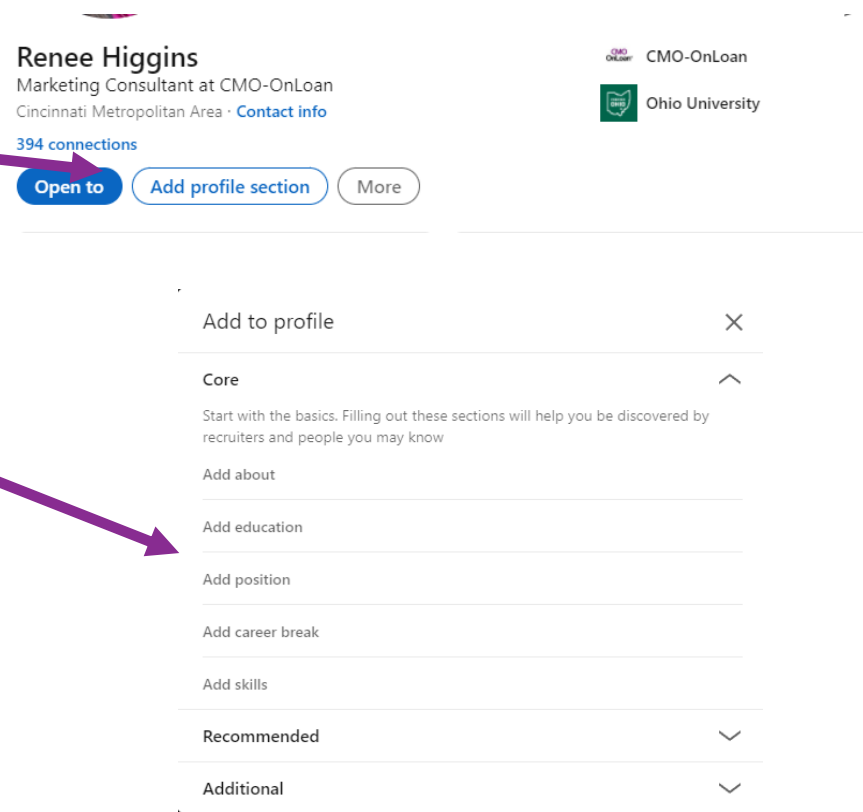 Renee Higgins
Marketing Consultant at CMO-OnLoan
Cincinnati Metropolitan Area · Contact info
394 connections
Open to
Add profile section
More
CMO
OnLoan
CMO-OnLoan
OHIO
Ohio University
Add to profile
Core
Start with the basics. Filling out these sections will help you be discovered by
recruiters and people you may know
Add about
Add education
Add position
Add career break
Add skills
Recommended
Additional